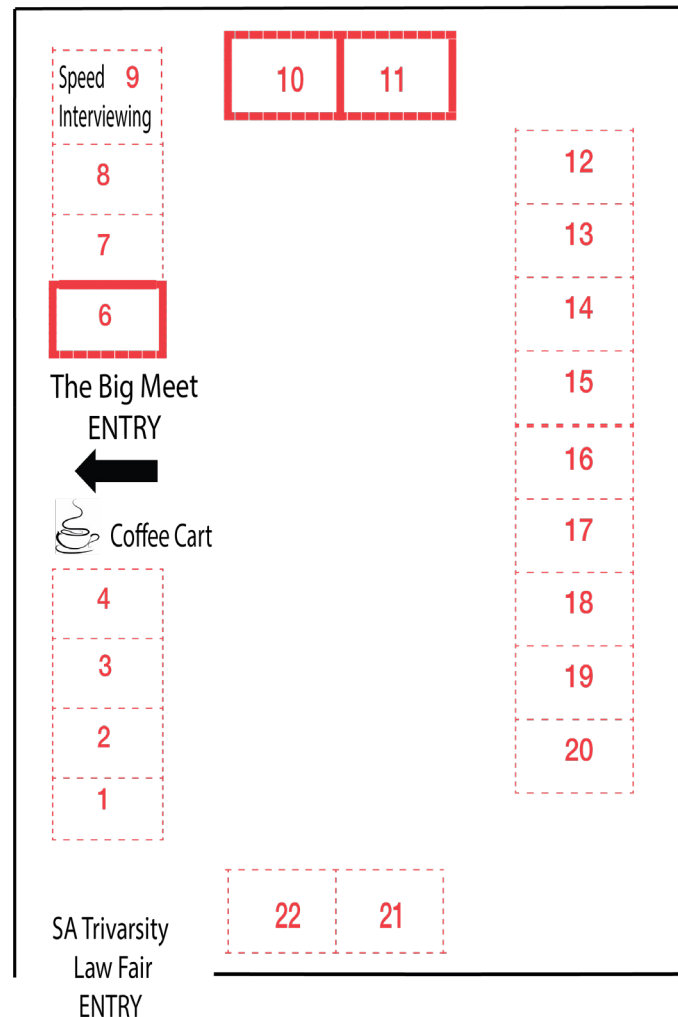 Speed 9
Interviewing
8
7
6
The Big Meet
ENTRY
Coffee Cart
4
3
2
1
SA Trivarsity
Law Fair
ENTRY
10 11
12
13
14
15
16
17
18
19
20
22 21